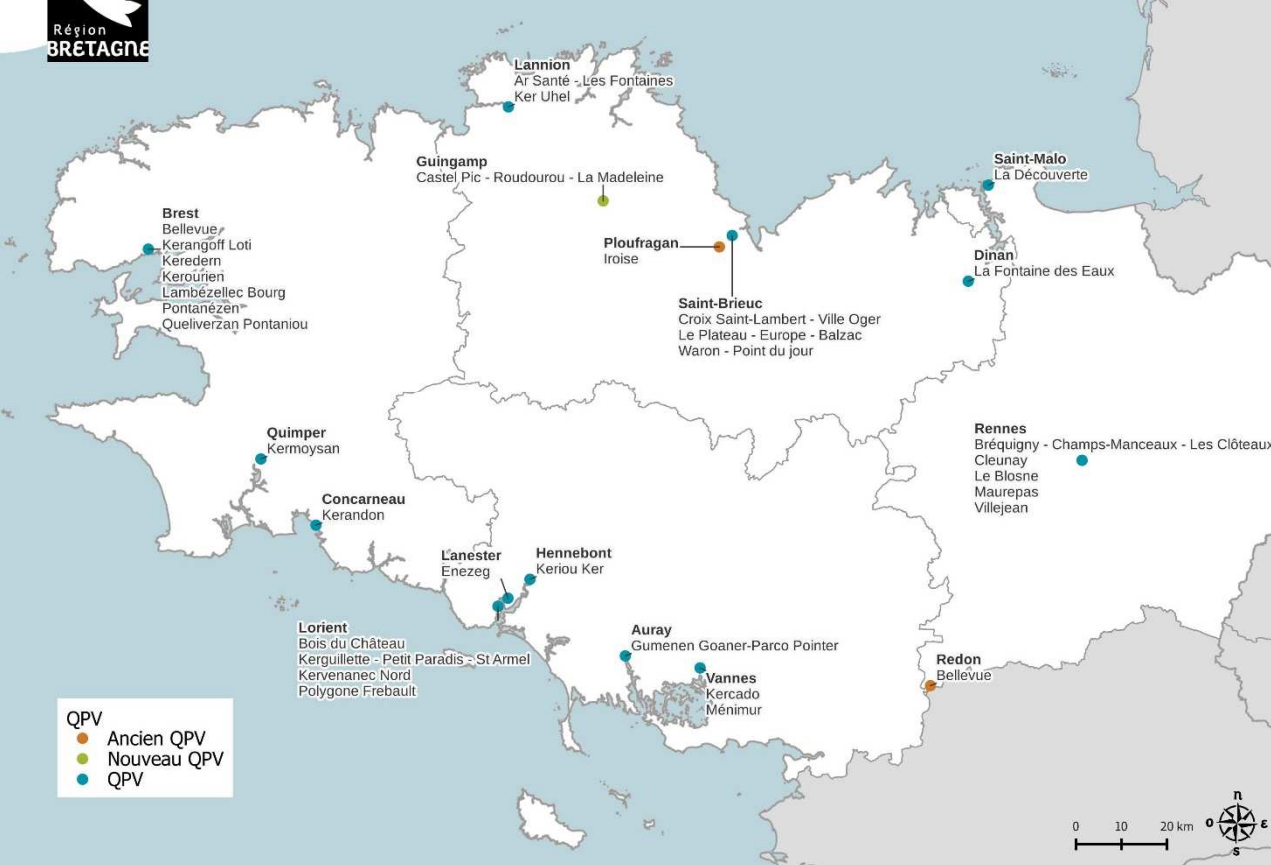 Région
BRETAGNE
Lannion
Ar Santé - Les Fontaines
Ker Uhel
Guingamp
Castel Pic - Roudourou - La Madeleine
Saint-Malo
La Découverte
Brest
Bellevue
Kerangoff Loti
Keredern
Kerourien
Lambézellec Bourg
Pontanézen
Queliverzan Pontaniou
Ploufragan
Iroise
Dinan
La Fontaine des Eaux
Saint-Brieuc
Croix Saint-Lambert - Ville Oger
Le Plateau - Europe - Balzac
Waron - Point du jour
Quimper
Kermoysan
Rennes
Bréquigny - Champs-Manceaux - Les Clôteaux
Cleunay
Le Blosne
Maurepas
Villejean
Concarneau
Kerandon
Lanester
Enezeg
Hennebont
Keriou Ker
Lorient
Bois du Château
Kerguillette - Petit Paradis - St Armel
Kervenanec Nord
Polygone Frebault
Auray
Gumenen Goaner-Parco Pointer
Vannes
Kercado
Ménimur
Redon
Bellevue
QPV
Ancien QPV
Nouveau QPV
QPV
0 10 20 km
n
o ε
s